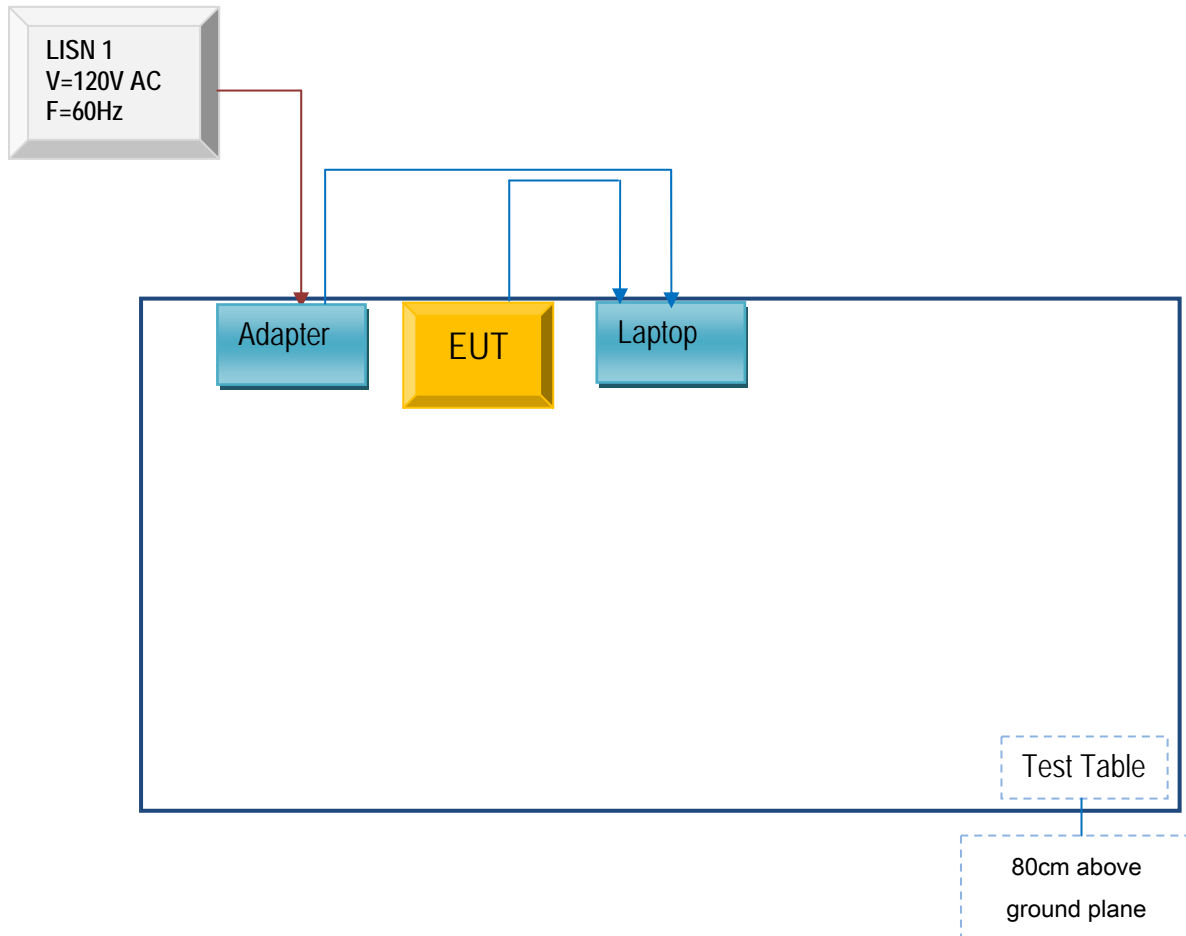 LISN 1
V=120V AC
F=60Hz
Adapter
EUT
Laptop
Test Table
80cm above
ground plane